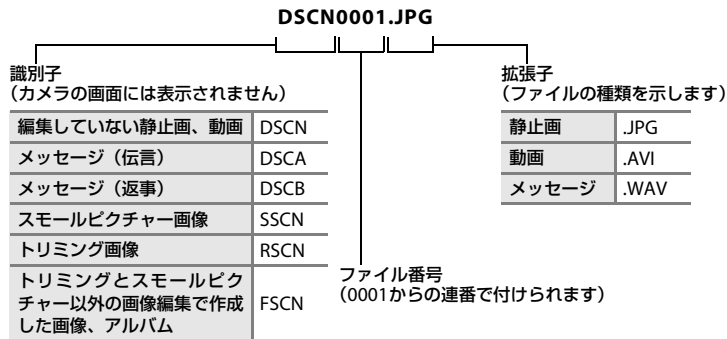 DSCN0001.JPG
識別子
（カメラの画面には表示されません）
編集していない静止画、動画 DSCN
メッセージ（伝言） DSCA
メッセージ（返事） DSCB
スモールピクチャー画像 SSCN
トリミング画像 RSCN
トリミングとスモールピク
チャー以外の画像編集で作成 FSCN
した画像、アルバム
ファイル番号
（0001からの連番で付けられます）
拡張子
（ファイルの種類を示します）
静止画 .JPG
動画 .AVI
メッセージ .WAV